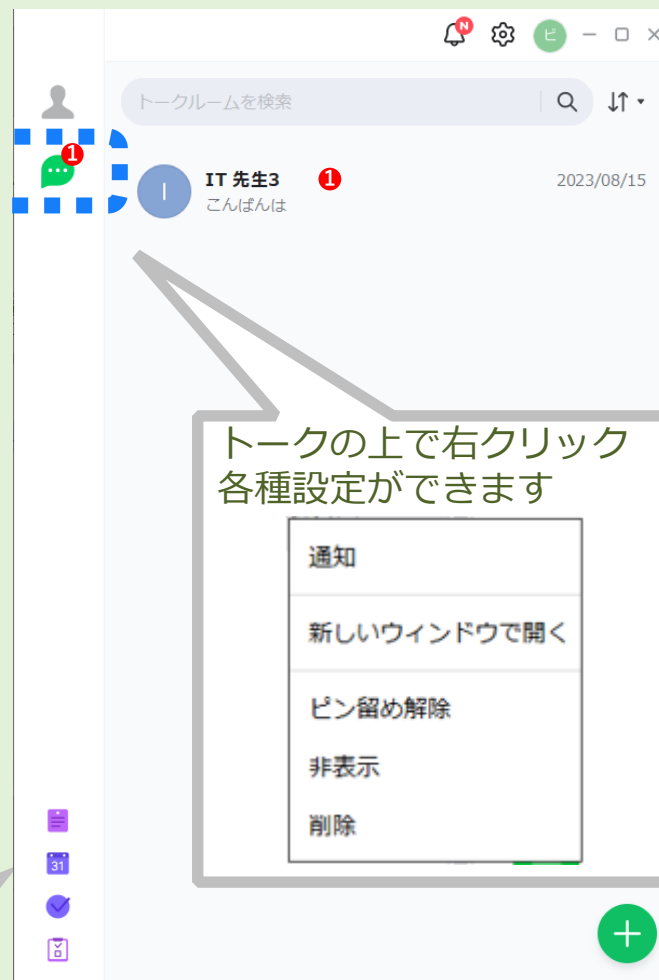 N
ピ
トークルームを検索
1
I
IT 先生3
1
2023/08/15
こんばんは
トークの上で右クリック
各種設定ができます
通知
新しいウィンドウで開く
ピン留め解除
非表示
削除
31